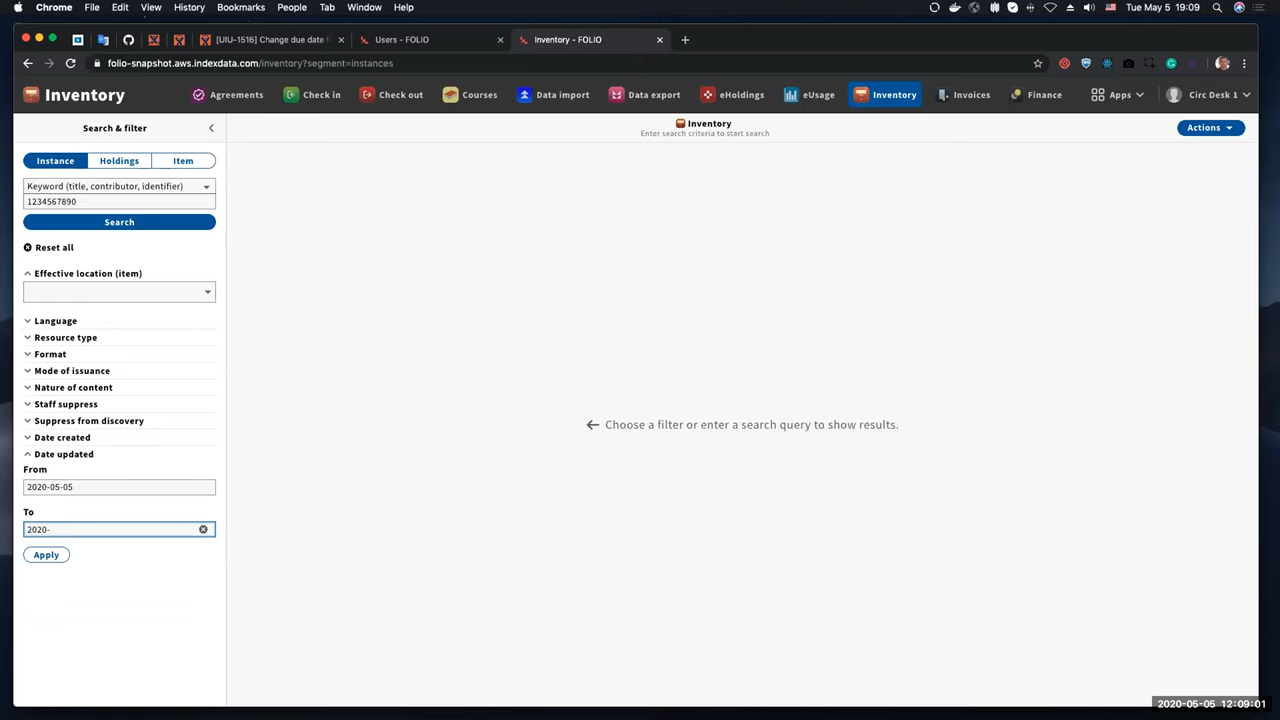 Chrome File Edit View History Bookmarks People Tab Window Help Tue May 5 19:09
[UIU-1516] Change due date f Users - FOLIO Inventory - FOLIO
folio-snapshot.aws.indexdata.com/inventory?segment=instances
Inventory Agreements Check in Check out Courses Data import Data export eHoldings eUsage Inventory Invoices Finance Apps Circ Desk 1
Search & filter
Inventory
Enter search criteria to start search
Actions
Instance Holdings Item
Keyword (title, contributor, identifier)
1234567890
Search
Reset all
Effective location (item)
Language
Resource type
Format
Mode of issuance
Nature of content
Staff suppress
Suppress from discovery
Choose a filter or enter a search query to show results.
Date created
Date updated
From
2020-05-05
To
2020-
Apply
2020-05-05 12:09:01